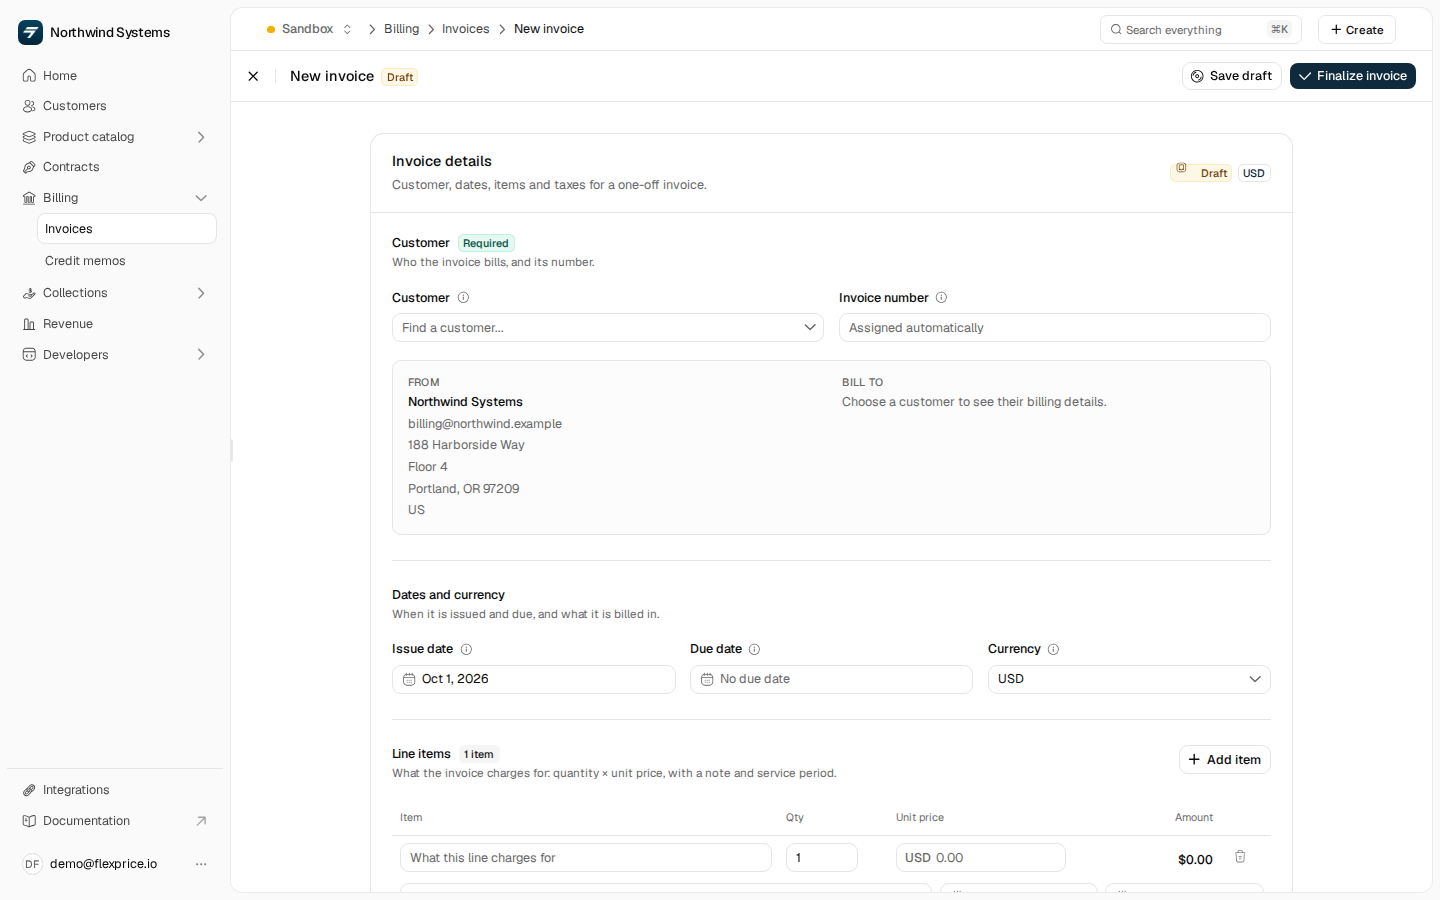 Northwind Systems
Home
Customers
Product catalog
Contracts
Billing
Invoices
Credit memos
Collections
Revenue
Developers
Integrations
Documentation
DF demo@flexprice.io
Sandbox Billing Invoices New invoice
Search everything ⌘K
Create
New invoice Draft
Save draft
Finalize invoice
Invoice details
Customer, dates, items and taxes for a one-off invoice.
Draft USD
Customer Required
Who the invoice bills, and its number.
Customer
Find a customer...
Invoice number
Assigned automatically
FROM
Northwind Systems
billing@northwind.example
188 Harborside Way
Floor 4
Portland, OR 97209
US
BILL TO
Choose a customer to see their billing details.
Dates and currency
When it is issued and due, and what it is billed in.
Issue date
Oct 1, 2026
Due date
No due date
Currency
USD
Line items 1 item
What the invoice charges for: quantity × unit price, with a note and service period.
Add item
Item Qty Unit price Amount
What this line charges for 1 USD 0.00 $0.00